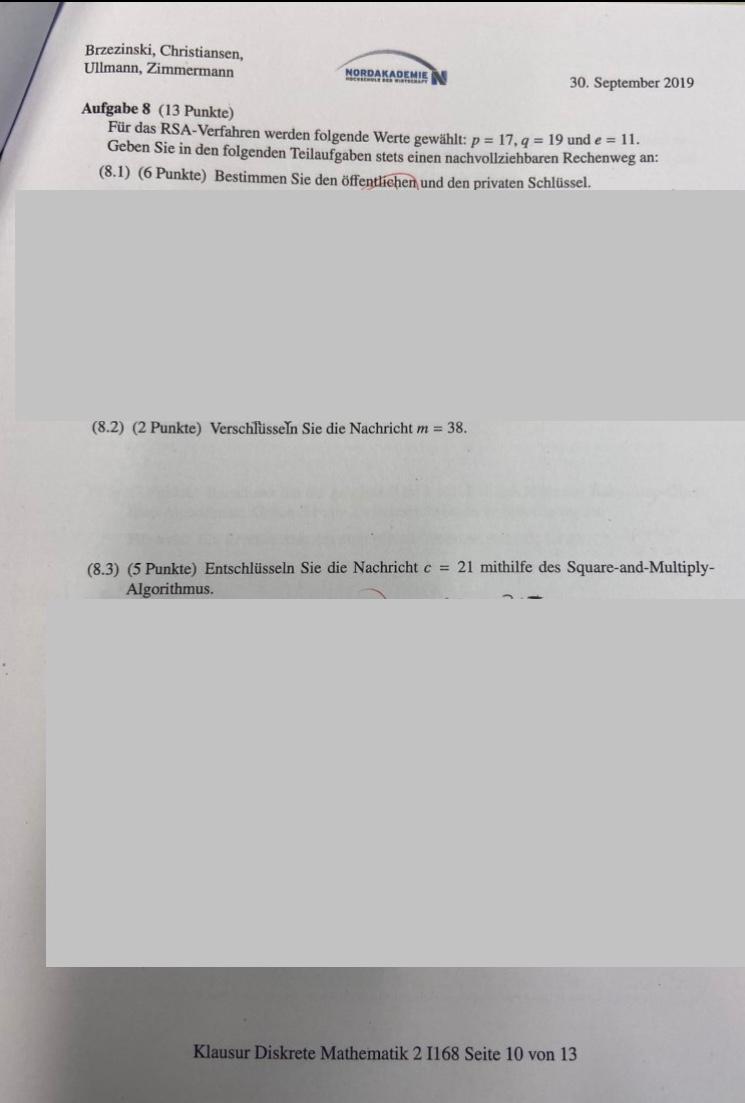 Brzezinski, Christiansen,
Ullmann, Zimmermann
NORDAKADEMIE
HOCHSCHULE DER WIRTSCHAFT
30. September 2019
Aufgabe 8 (13 Punkte)
Für das RSA-Verfahren werden folgende Werte gewählt: p = 17, q = 19 und e = 11.
Geben Sie in den folgenden Teilaufgaben stets einen nachvollziehbaren Rechenweg an:
(8.1) (6 Punkte) Bestimmen Sie den öffentlichen und den privaten Schlüssel.
(8.2) (2 Punkte) Verschlüsseln Sie die Nachricht m = 38.
(8.3) (5 Punkte) Entschlüsseln Sie die Nachricht c = 21 mithilfe des Square-and-Multiply-
Algorithmus.
Klausur Diskrete Mathematik 2 I168 Seite 10 von 13